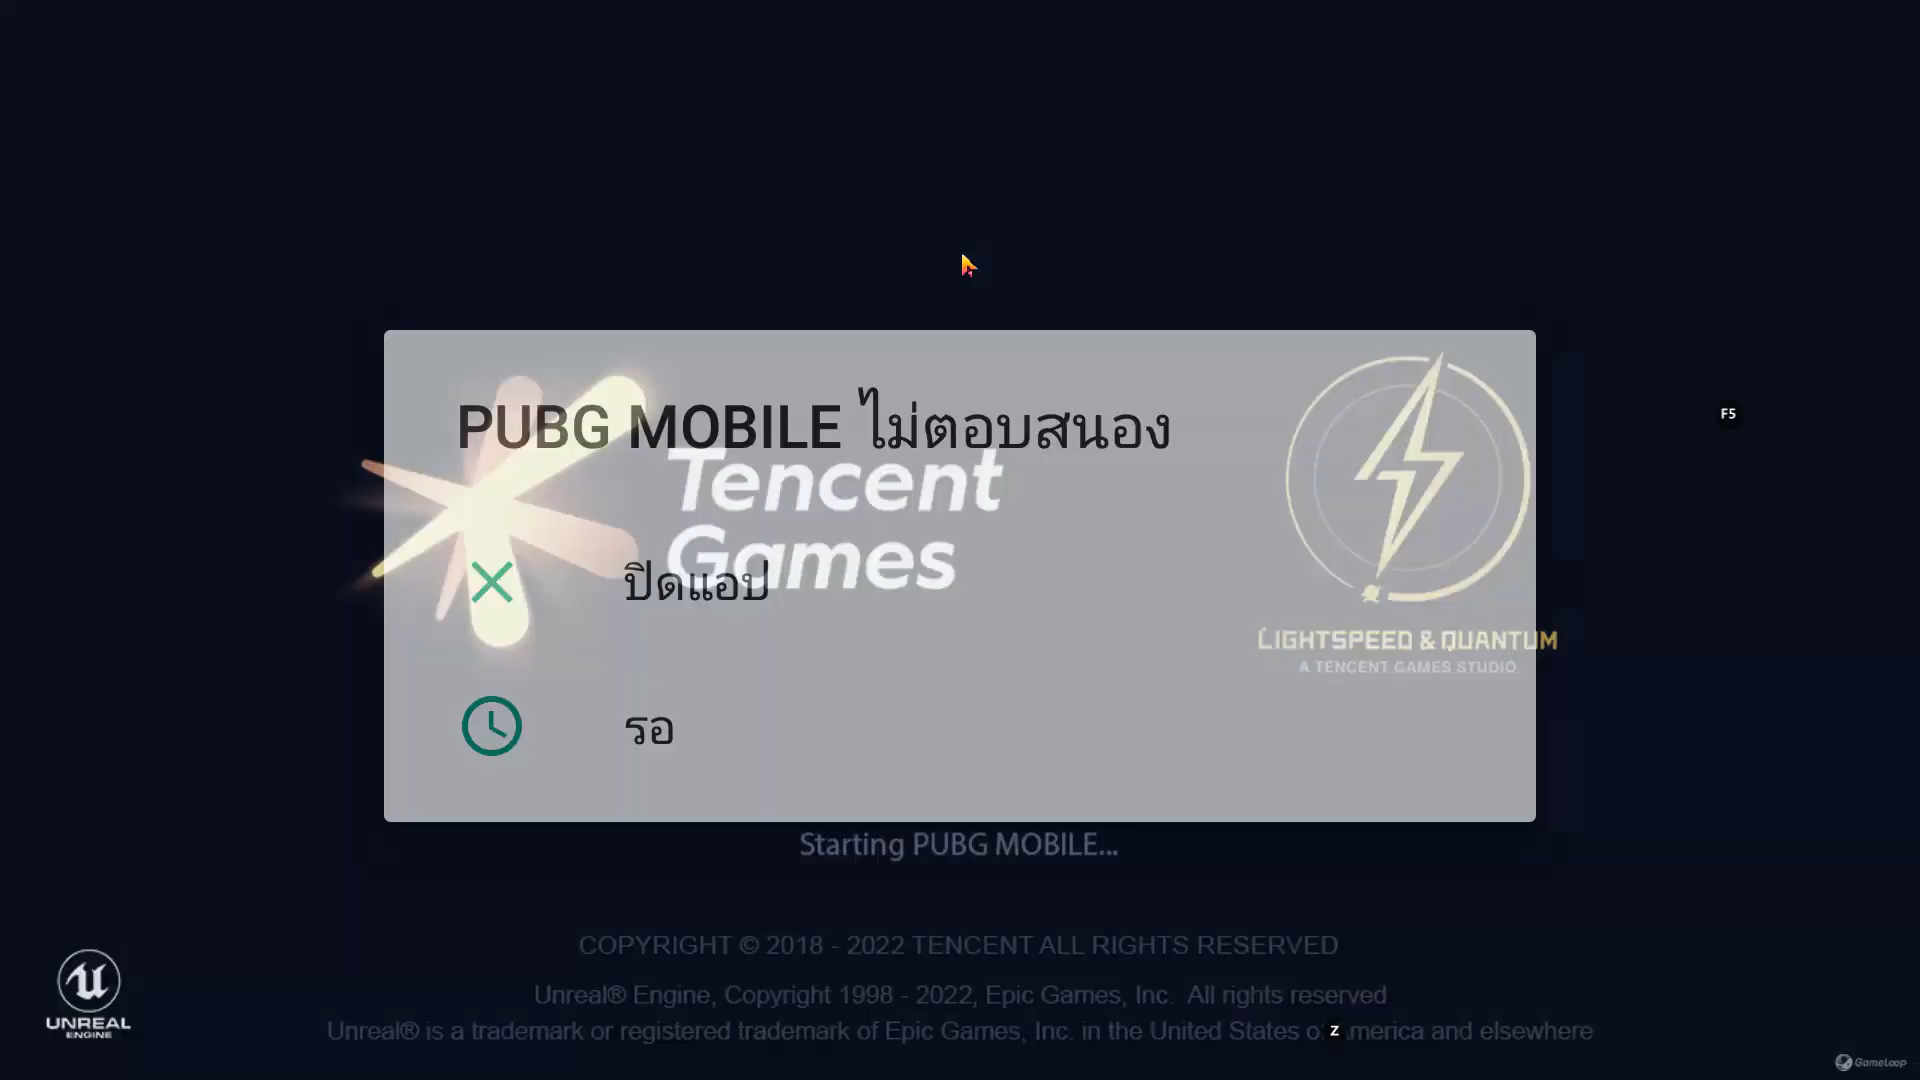 PUBG MOBILE ไม่ตอบสนอง
Tencent
Games
ปิดแอป
รอ
LIGHTSPEED & QUANTUM
A TENCENT GAMES STUDIO
F5
Starting PUBG MOBILE...
COPYRIGHT © 2018 - 2022 TENCENT ALL RIGHTS RESERVED
Unreal® Engine, Copyright 1998 - 2022, Epic Games, Inc. All rights reserved
Unreal® is a trademark or registered trademark of Epic Games, Inc. in the United States o. merica and elsewhere
Z
UNREAL
ENGINE
GameLoop